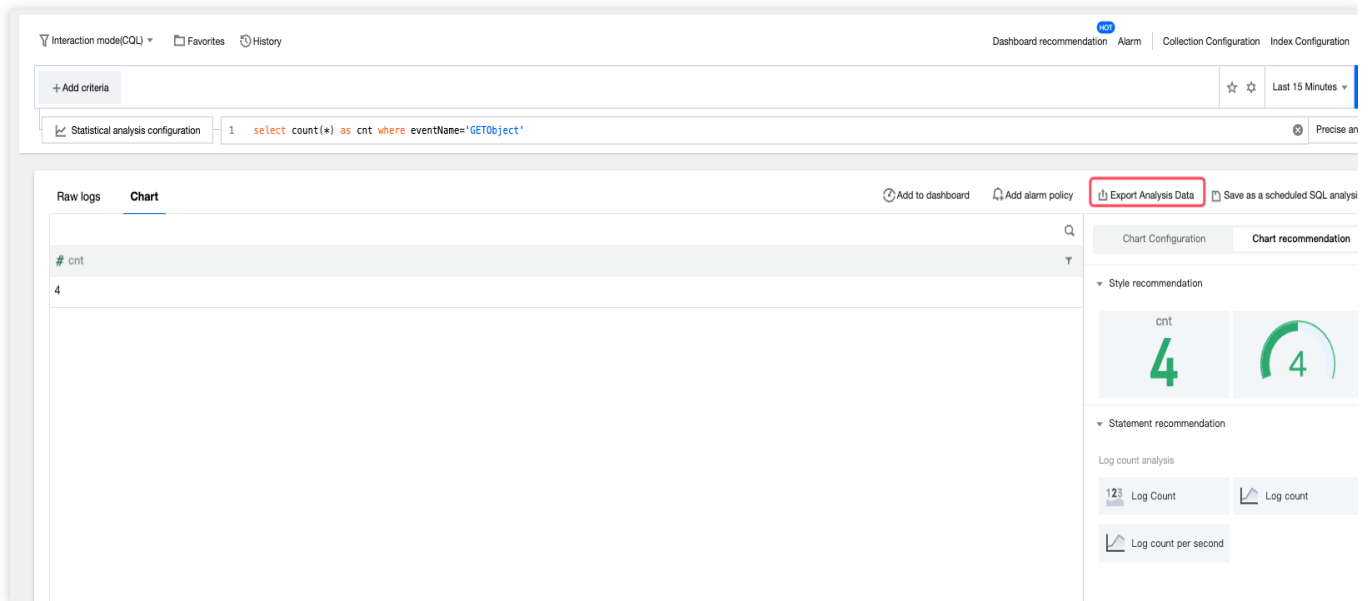 HOT
Interaction mode(CQL) Favorites History Dashboard recommendation Alarm Collection Configuration Index Configuration
+ Add criteria Last 15 Minutes
Statistical analysis configuration 1 select count(*) as cnt where eventName='GETObject' Precise an
Raw logs Chart Add to dashboard Add alarm policy Export Analysis Data Save as a scheduled SQL analysi
Chart Configuration Chart recommendation
# cnt
4
Style recommendation
cnt
4 4
Statement recommendation
Log count analysis
123 Log Count Log count
Log count per second